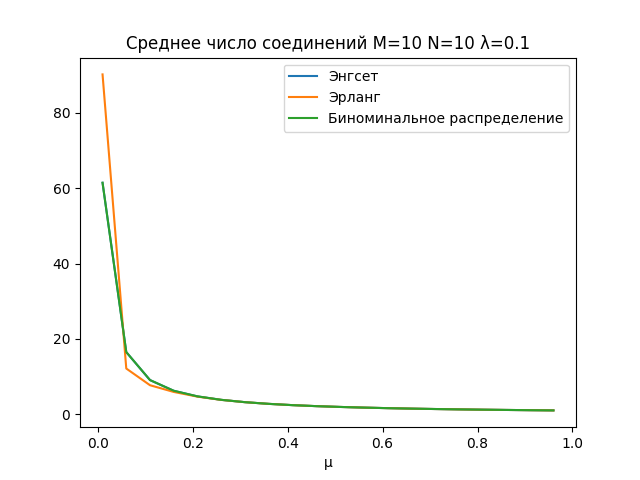 Среднее число соединений M=10 N=10 λ=0.1
Энгсет
Эрланг
Биноминальное распределение
80
60
40
20
0
0.0 0.2 0.4 0.6 0.8 1.0
μ